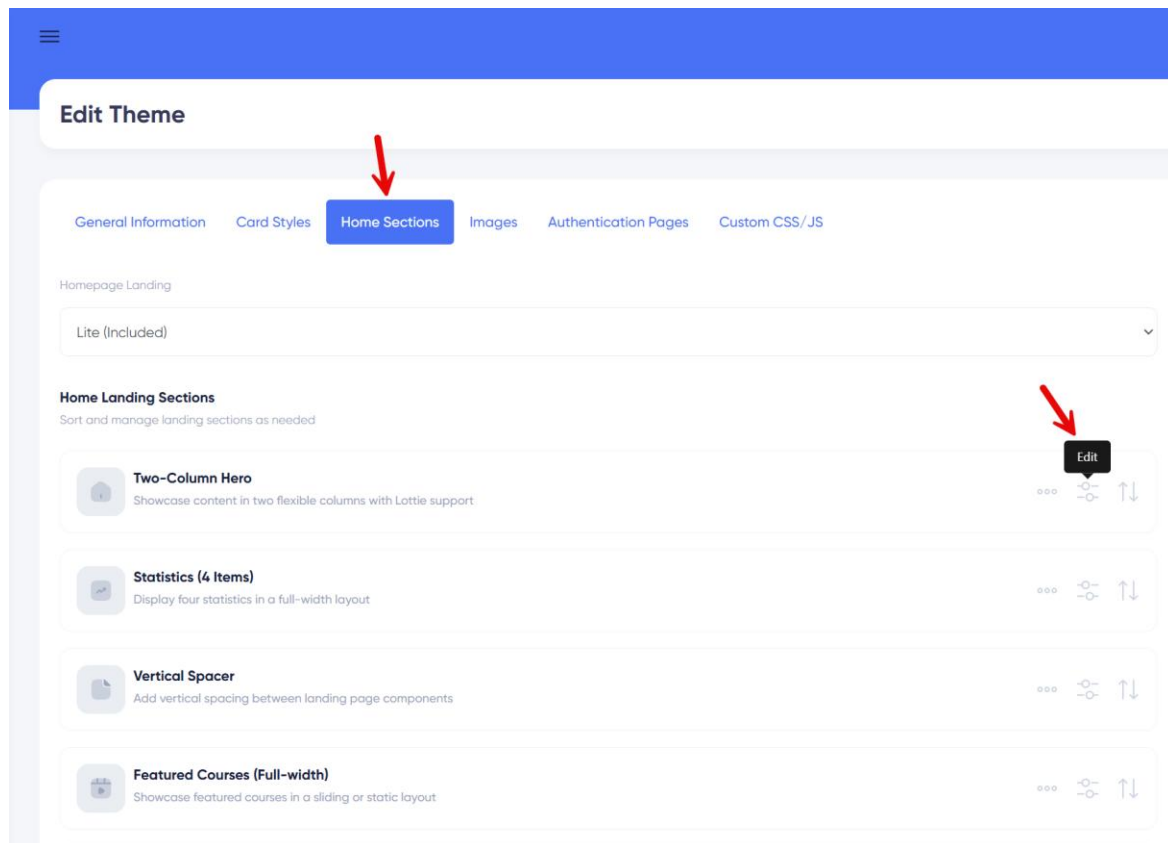 Edit Theme
General Information Card Styles Home Sections Images Authentication Pages Custom CSS/JS
Homepage Landing
Lite (Included)
Home Landing Sections
Sort and manage landing sections as needed
Edit
Two-Column Hero
Showcase content in two flexible columns with Lottie support
Statistics (4 Items)
Display four statistics in a full-width layout
Vertical Spacer
Add vertical spacing between landing page components
Featured Courses (Full-width)
Showcase featured courses in a sliding or static layout